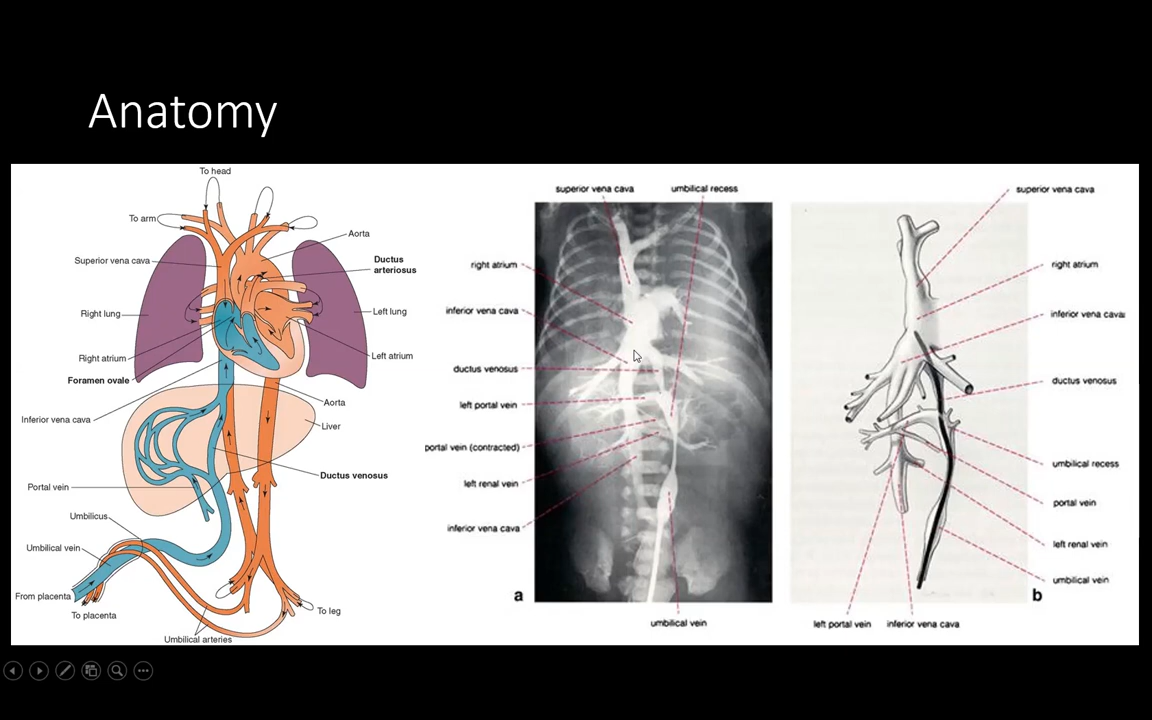 Anatomy
To head
To arm
Aorta
Superior vena cava
Ductus
arteriosus
Right lung
Left lung
Right atrium
Left atrium
Foramen ovale
Aorta
Inferior vena cava
Liver
Ductus venosus
Portal vein
Umbilicus
Umbilical vein
From placenta
To placenta
To leg
Umbilical arteries
superior vena cava
umbilical recess
right atrium
inferior vena cava
ductus venosus
left portal vein
portal vein (contracted)
left renal vein
inferior vena cava
a
umbilical vein
superior vena cava
right atrium
inferior vena cava
ductus venosus
umbilical recess
portal vein
left renal vein
umbilical vein
b
left portal vein
inferior vena cava